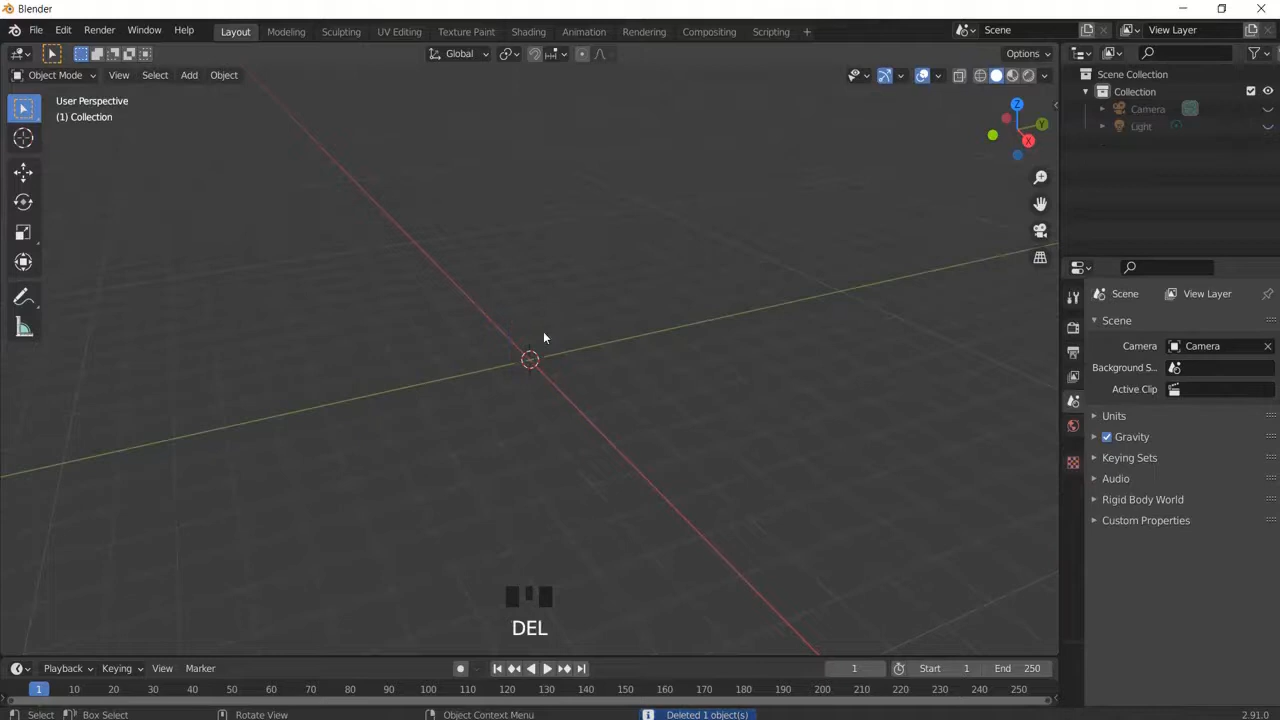 Blender
File Edit Render Window Help
Layout Modeling Sculpting UV Editing Texture Paint Shading Animation Rendering Compositing Scripting +
Scene
View Layer
Global
Options
Object Mode View Select Add Object
User Perspective
(1) Collection
Z
Y
X
Scene Collection
Collection
Camera
Light
Scene View Layer
Scene
Camera Camera
Background S...
Active Clip
Units
Gravity
Keying Sets
Audio
Rigid Body World
Custom Properties
DEL
Playback Keying View Marker
1 Start 1 End 250
1 10 20 30 40 50 60 70 80 90 100 110 120 130 140 150 160 170 180 190 200 210 220 230 240 250
Select Box Select Rotate View Object Context Menu Deleted 1 object(s) 2.91.0